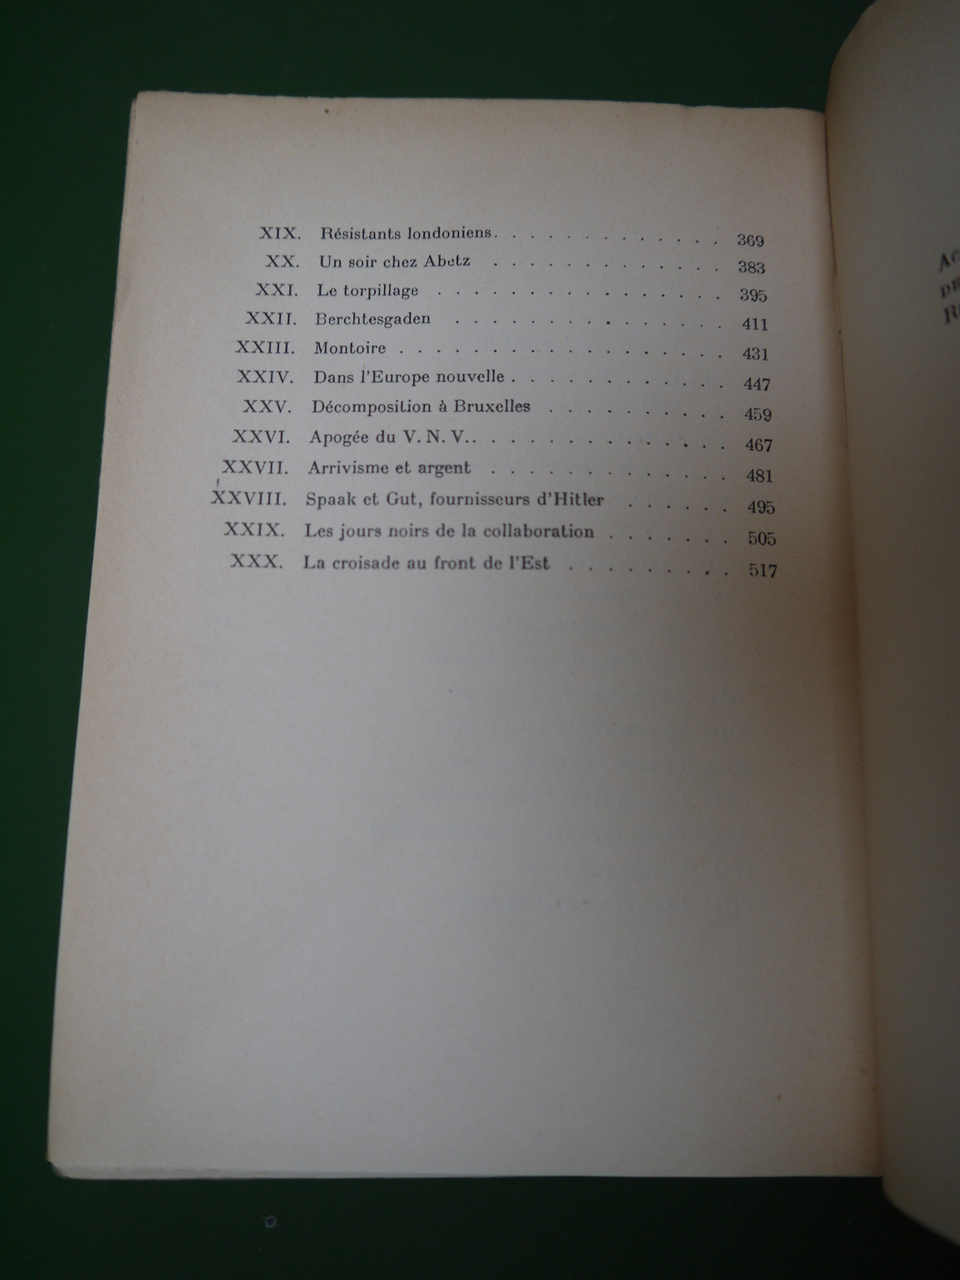 XIX. Résistants londoniens. . . . . . . . . . . . . 369
XX. Un soir chez Abetz . . . . . . . . . . . . . 383
XXI. Le torpillage . . . . . . . . . . . . . . . . 395
XXII. Berchtesgaden . . . . . . . . . . . . . . . 411
XXIII. Montoire . . . . . . . . . . . . . . . . . . 431
XXIV. Dans l'Europe nouvelle . . . . . . . . . . . . 447
XXV. Décomposition à Bruxelles . . . . . . . . . . 459
XXVI. Apogée du V. N. V.. . . . . . . . . . . . . . 467
XXVII. Arrivisme et argent . . . . . . . . . . . . . 481
XXVIII. Spaak et Gut, fournisseurs d'Hitler . . . . . . 495
XXIX. Les jours noirs de la collaboration . . . . . . . 505
XXX. La croisade au front de l'Est . . . . . . . . . 517